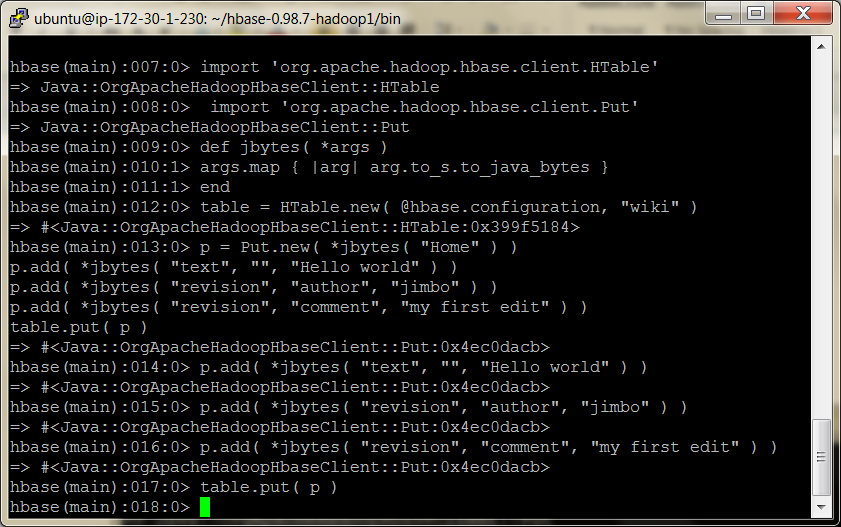 ubuntu@ip-172-30-1-230: ~/hbase-0.98.7-hadoop1/bin
hbase(main):007:0> import 'org.apache.hadoop.hbase.client.HTable'
=> Java::OrgApacheHadoopHbaseClient::HTable
hbase(main):008:0>  import 'org.apache.hadoop.hbase.client.Put'
=> Java::OrgApacheHadoopHbaseClient::Put
hbase(main):009:0> def jbytes( *args )
hbase(main):010:1> args.map { |arg| arg.to_s.to_java_bytes }
hbase(main):011:1> end
hbase(main):012:0> table = HTable.new( @hbase.configuration, "wiki" )
=> #<Java::OrgApacheHadoopHbaseClient::HTable:0x399f5184>
hbase(main):013:0> p = Put.new( *jbytes( "Home" ) )
p.add( *jbytes( "text", "", "Hello world" ) )
p.add( *jbytes( "revision", "author", "jimbo" ) )
p.add( *jbytes( "revision", "comment", "my first edit" ) )
table.put( p )
=> #<Java::OrgApacheHadoopHbaseClient::Put:0x4ec0dacb>
hbase(main):014:0> p.add( *jbytes( "text", "", "Hello world" ) )
=> #<Java::OrgApacheHadoopHbaseClient::Put:0x4ec0dacb>
hbase(main):015:0> p.add( *jbytes( "revision", "author", "jimbo" ) )
=> #<Java::OrgApacheHadoopHbaseClient::Put:0x4ec0dacb>
hbase(main):016:0> p.add( *jbytes( "revision", "comment", "my first edit" ) )
=> #<Java::OrgApacheHadoopHbaseClient::Put:0x4ec0dacb>
hbase(main):017:0> table.put( p )
hbase(main):018:0>